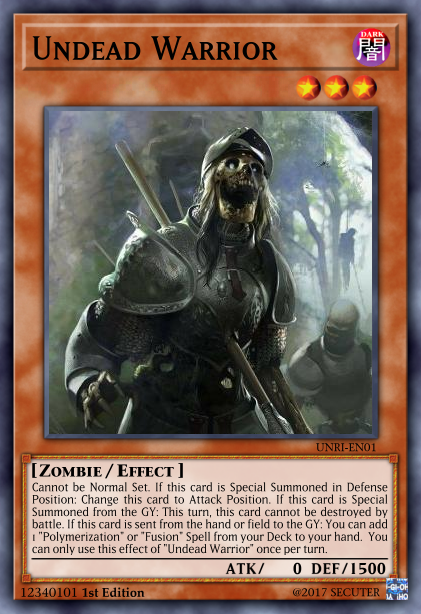 UNDEAD WARRIOR
DARK
闇
UNRI-EN01
[ZOMBIE / EFFECT ]
Cannot be Normal Set. If this card is Special Summoned in Defense
Position: Change this card to Attack Position. If this card is Special
Summoned from the GY: This turn, this card cannot be destroyed by
battle. If this card is sent from the hand or field to the GY: You can add
1 "Polymerization" or "Fusion" Spell from your Deck to your hand. You
can only use this effect of "Undead Warrior" once per turn.
ATK/ 0 DEF/1500
12340101 1st Edition
©2017 SECUTER